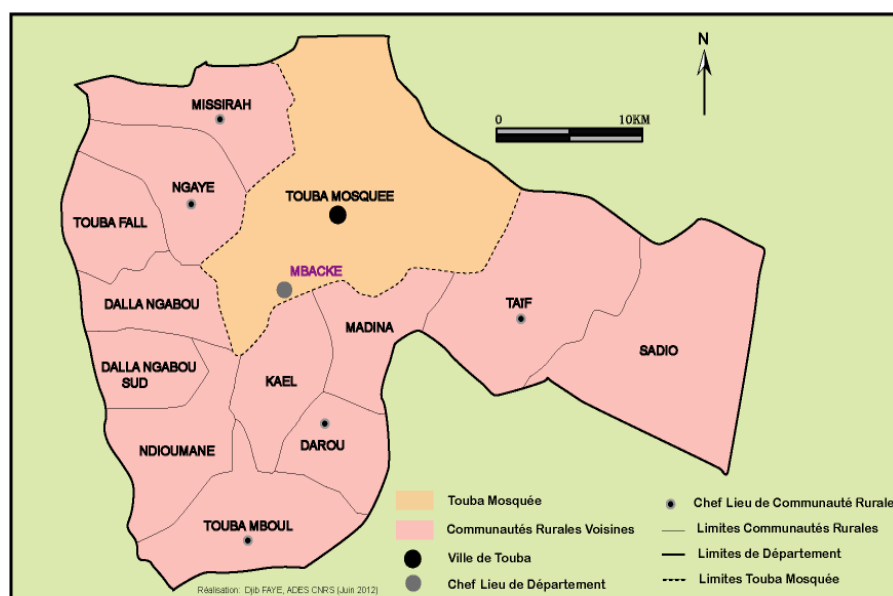 N
0 10KM
MISSIRAH
NGAYE
TOUBA MOSQUEE
TOUBA FALL
MBACKE
DALLA NGABOU
TAÏF
MADINA
SADIO
DALLA NGABOU
SUD
KAEL
DAROU
NDIOUMANE
TOUBA MBOUL
Touba Mosquée
Communautés Rurales Voisines
Ville de Touba
Chef Lieu de Département
Chef Lieu de Communauté Rurale
Limites Communautés Rurales
Limites de Département
Limites Touba Mosquée
Réalisation: Djib FAYE, ADES CNRS (Juin 2012)